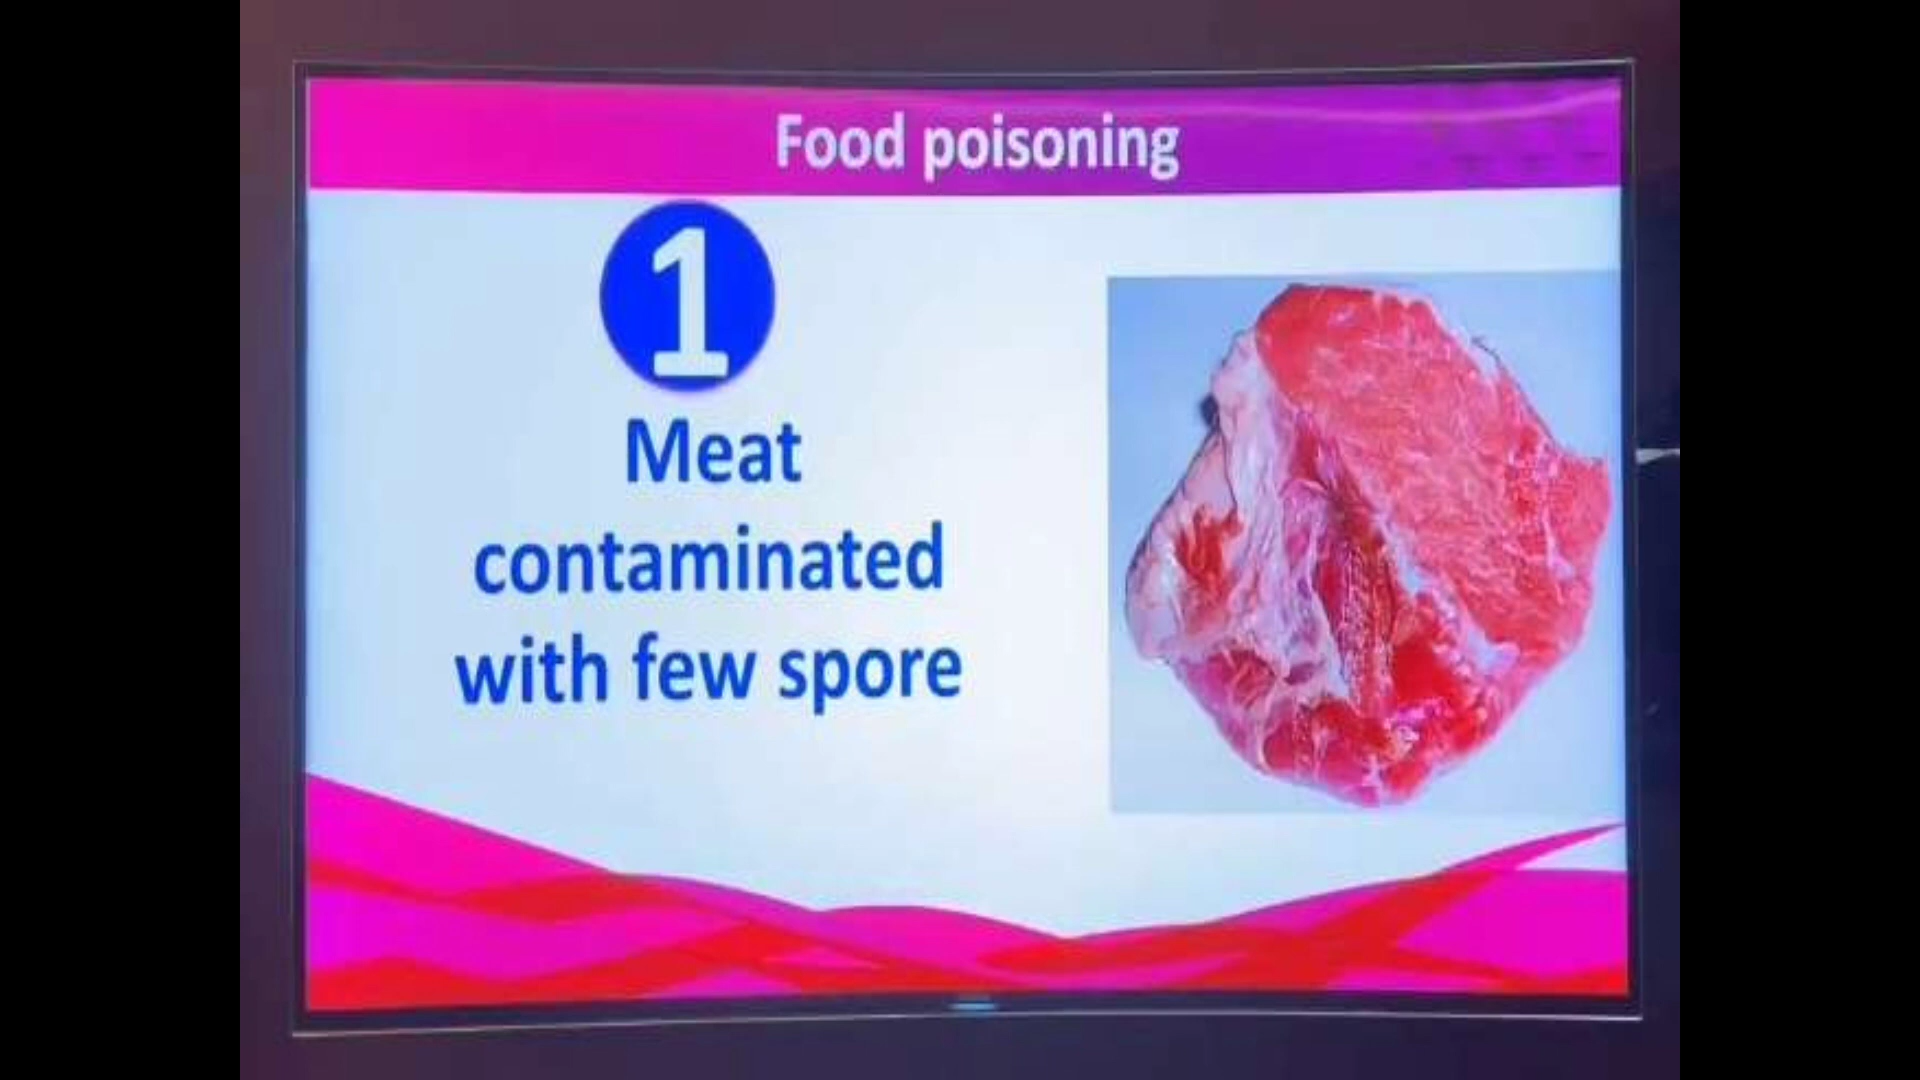 Food poisoning
1
Meat
contaminated
with few spore